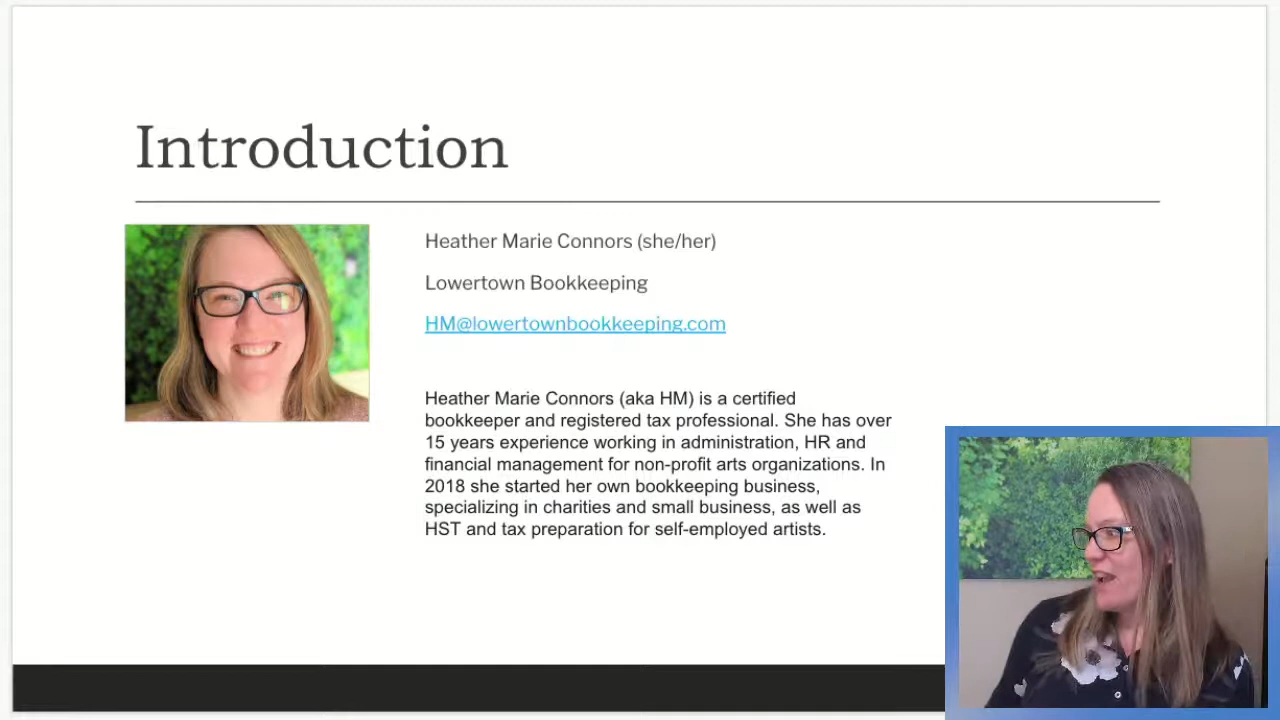 Introduction
Heather Marie Connors (she/her)
Lowertown Bookkeeping
HM@lowertownbookkeeping.com
Heather Marie Connors (aka HM) is a certified
bookkeeper and registered tax professional. She has over
15 years experience working in administration, HR and
financial management for non-profit arts organizations. In
2018 she started her own bookkeeping business,
specializing in charities and small business, as well as
HST and tax preparation for self-employed artists.